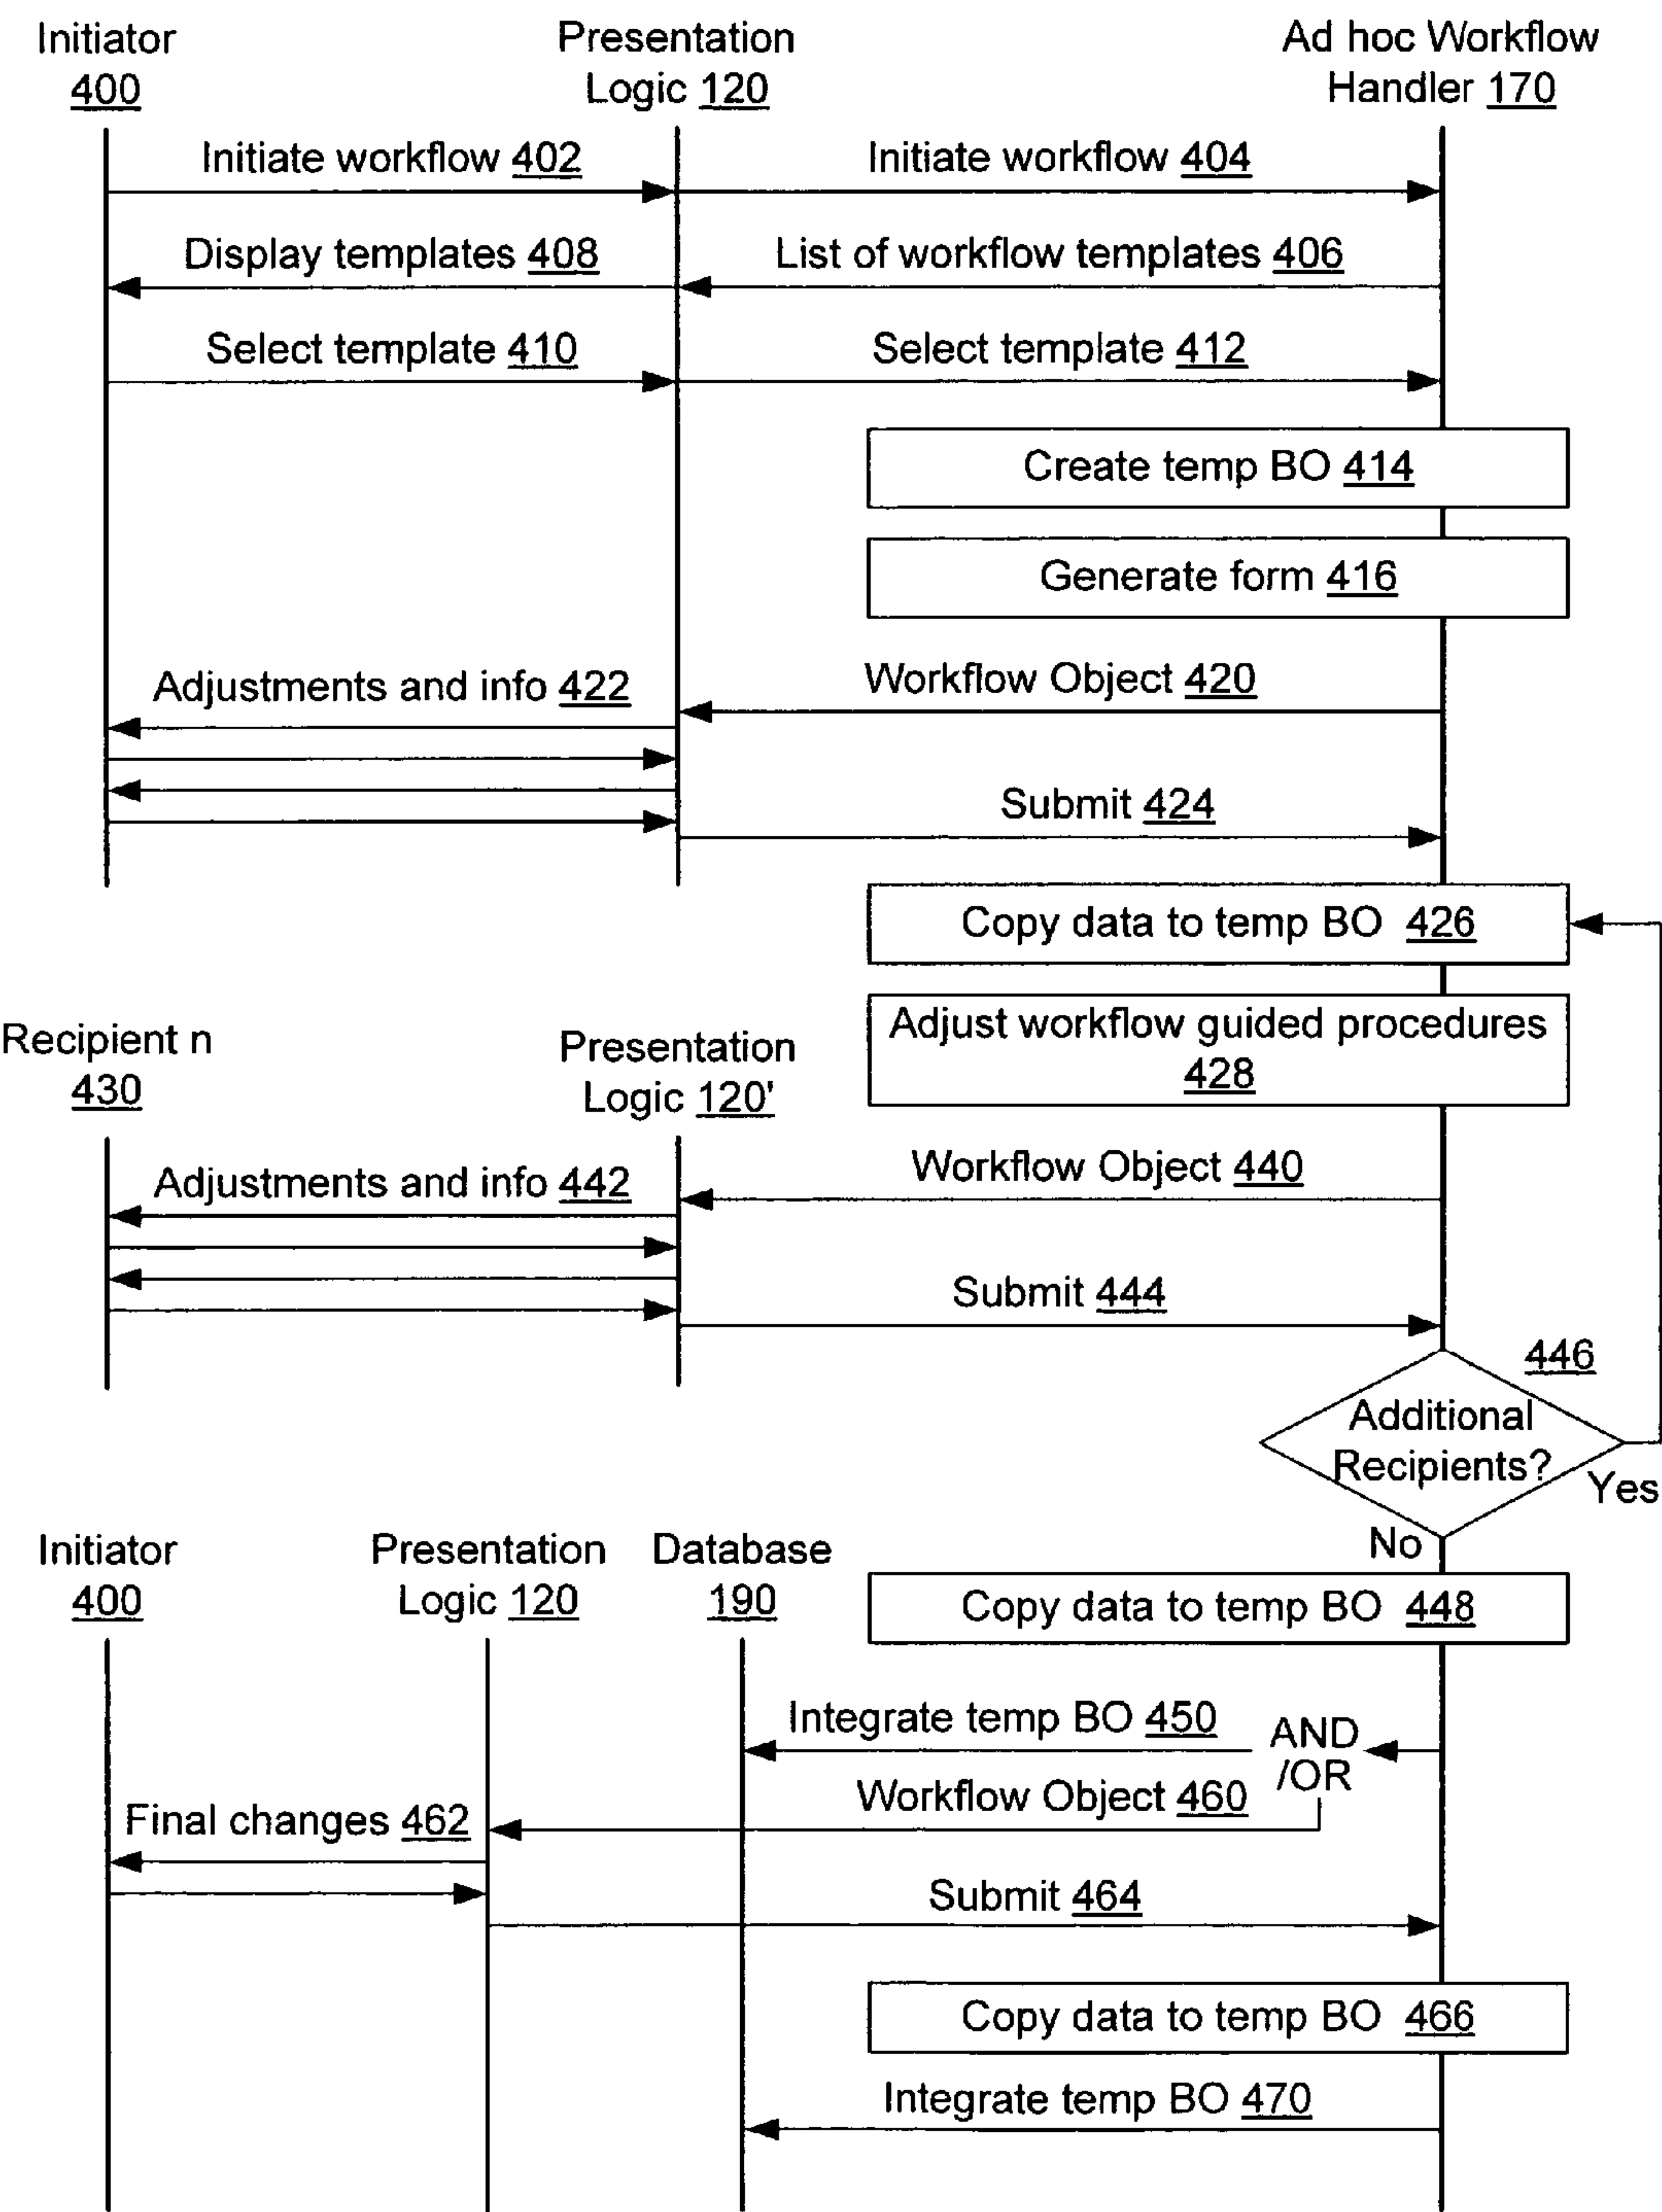 Initiator
400
Presentation
Logic 120
Ad hoc Workflow
Handler 170
Initiate workflow 402
Initiate workflow 404
Display templates 408
List of workflow templates 406
Select template 410
Select template 412
Create temp BO 414
Generate form 416
Adjustments and info 422
Workflow Object 420
Submit 424
Copy data to temp BO 426
Adjust workflow guided procedures
428
Recipient n
430
Presentation
Logic 120'
Adjustments and info 442
Workflow Object 440
Submit 444
446
Additional
Recipients?
Yes
No
Initiator
400
Presentation
Logic 120
Database
190
Copy data to temp BO 448
Integrate temp BO 450
AND
/OR
Workflow Object 460
Final changes 462
Submit 464
Copy data to temp BO 466
Integrate temp BO 470